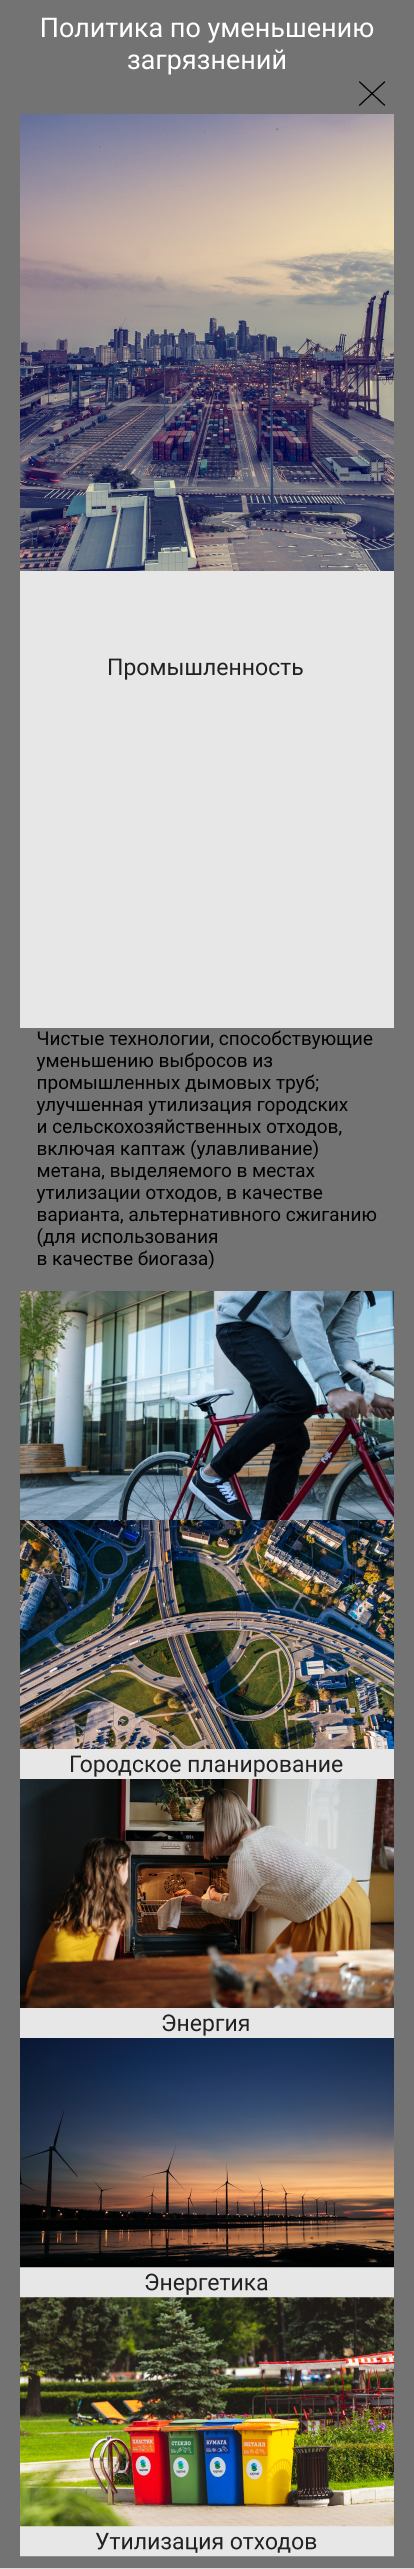 Политика по уменьшению
загрязнений
Промышленность
Чистые технологии, способствующие
уменьшению выбросов из
промышленных дымовых труб;
улучшенная утилизация городских
и сельскохозяйственных отходов,
включая каптаж (улавливание)
метана, выделяемого в местах
утилизации отходов, в качестве
варианта, альтернативного сжиганию
(для использования
в качестве биогаза)
Городское планирование
Энергия
Энергетика
ПЛАСТИК
СТЕКЛО
БУМАГА
МЕТАЛЛ
Утилизация отходов